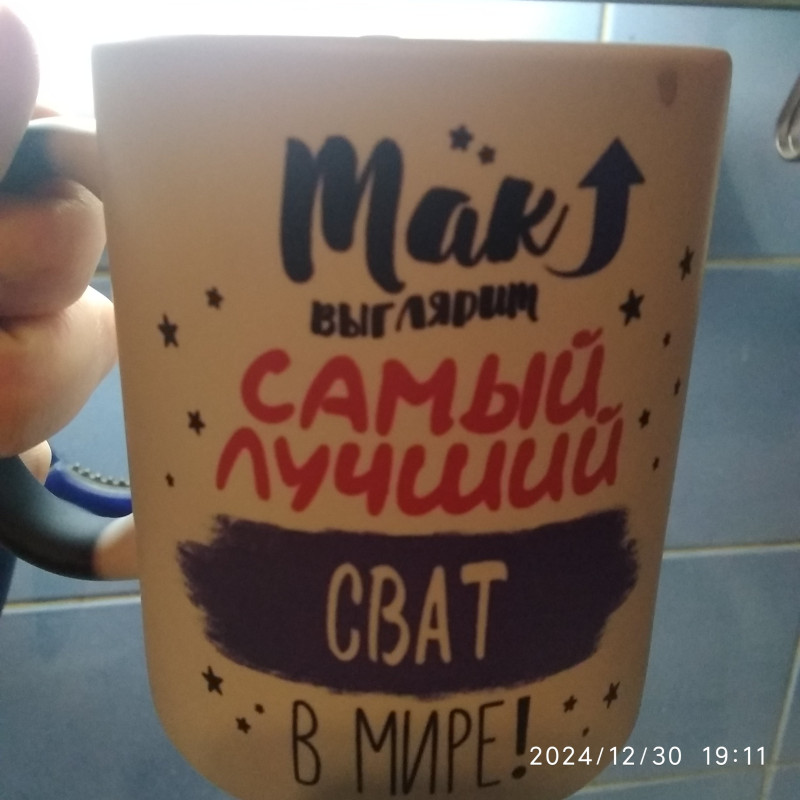 Так
выглядит
САМЫЙ
ЛУЧШИЙ
СВАТ
В МИРЕ!
2024/12/30 19:11